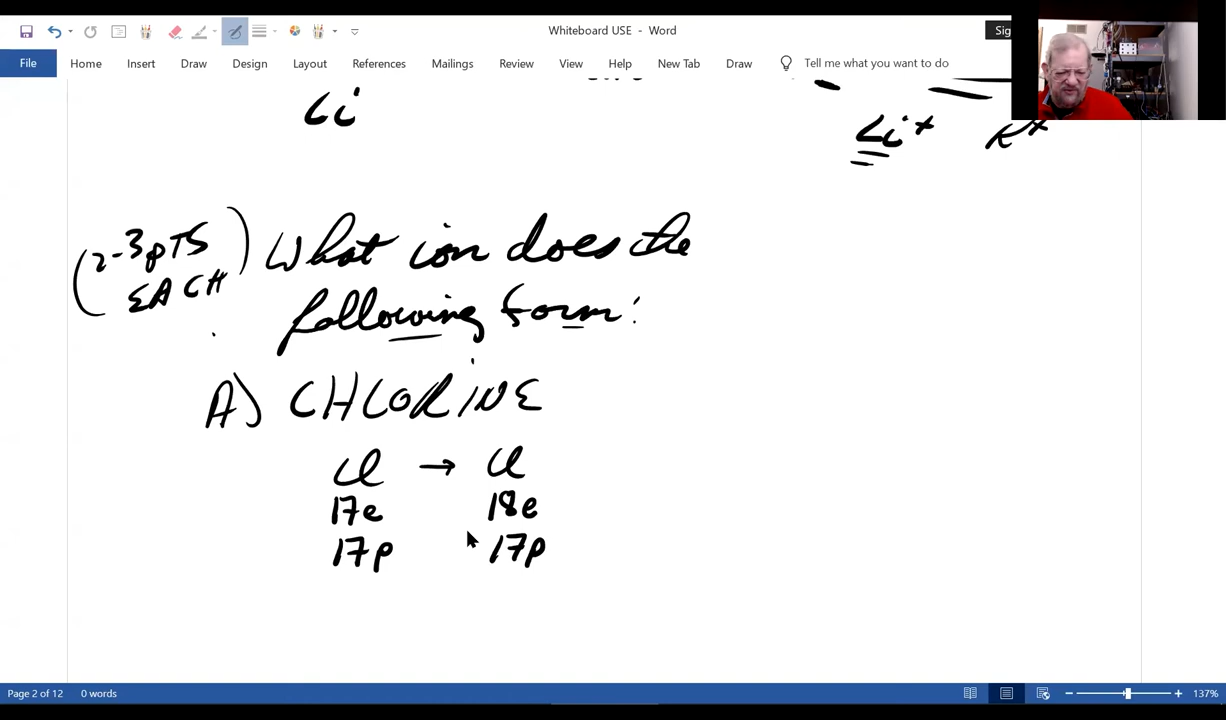 Whiteboard USE - Word
Sig
File Home Insert Draw Design Layout References Mailings Review View Help New Tab Draw Tell me what you want to do
Li
Li+ K+
(2-3pTS EACH) What ion does the
following form:
A) CHLORINE
Cl → Cl
17e 18e
17p 17p
Page 2 of 12 0 words 137%